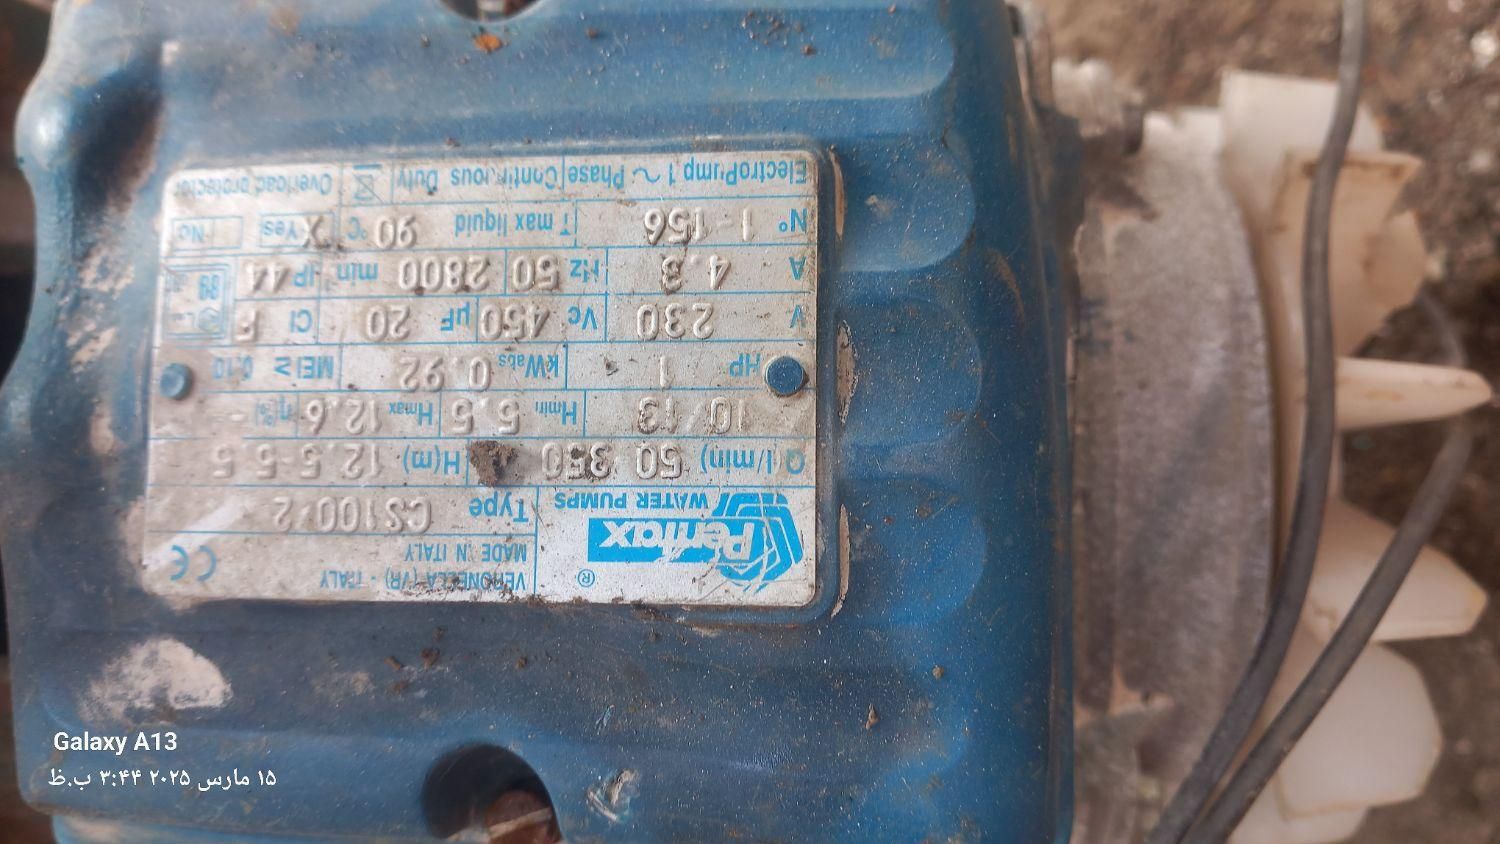 Pentax ®
WATER PUMPS
VERONELLA (VR) - ITALY
MADE IN ITALY
CE
Type CS100/2
Q l/min) 50 350 H(m) 12.5-5.5
10/13 Hmin 5.5 Hmax 12.6 η(%) -
HP 1 kWabs 0.92 MEI ≥ 0.10
V 230 Vc 450 µF 20 Cl F
A 4.3 Hz 50 2800 min IP 44
N° 1-156 T max liquid 90 °C X Yes No
ElectroPump 1 ~ Phase Continuous Duty Overload protector
Galaxy A13
۱۵ مارس ۲۰۲۵ ۳:۴۴ ب.ظ